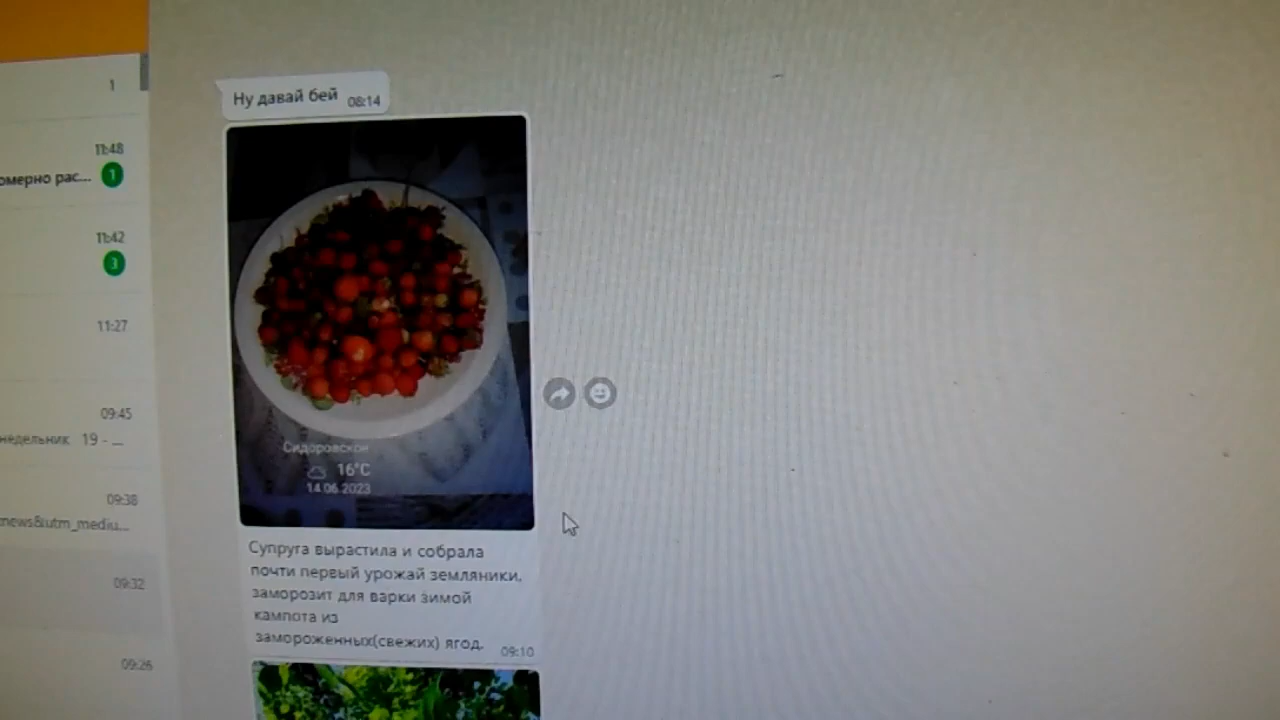 1
11:48
омерно рас... 1
11:42
3
11:27
09:45
недельник 19 - ...
09:38
news&utm_mediu...
09:32
09:26
Ну давай бей 08:14
Сидоровское
16°C
14.06.2023
Супруга вырастила и собрала
почти первый урожай земляники,
заморозит для варки зимой
кампота из
замороженных(свежих) ягод. 09:10